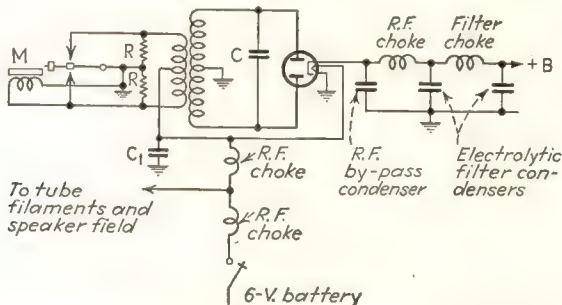 M
R
R
C
R.F.
choke
Filter
choke
+B
C₁
R.F.
choke
R.F.
by-pass
condenser
Electrolytic
filter con-
densers
To tube
filaments and
speaker field
R.F.
choke
6-V. battery